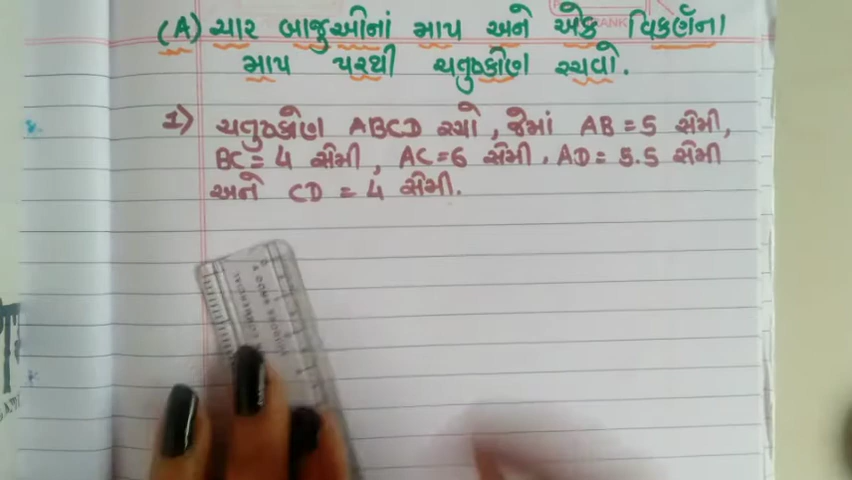 (A) ચાર બાજુઓનાં માપ અને એક વિકર્ણના
માપ પરથી ચતુષ્કોણ રચવો.
1) ચતુષ્કોણ ABCD રચો, જેમાં AB = 5 સેમી,
BC = 4 સેમી, AC = 6 સેમી, AD = 5.5 સેમી
અને CD = 4 સેમી.